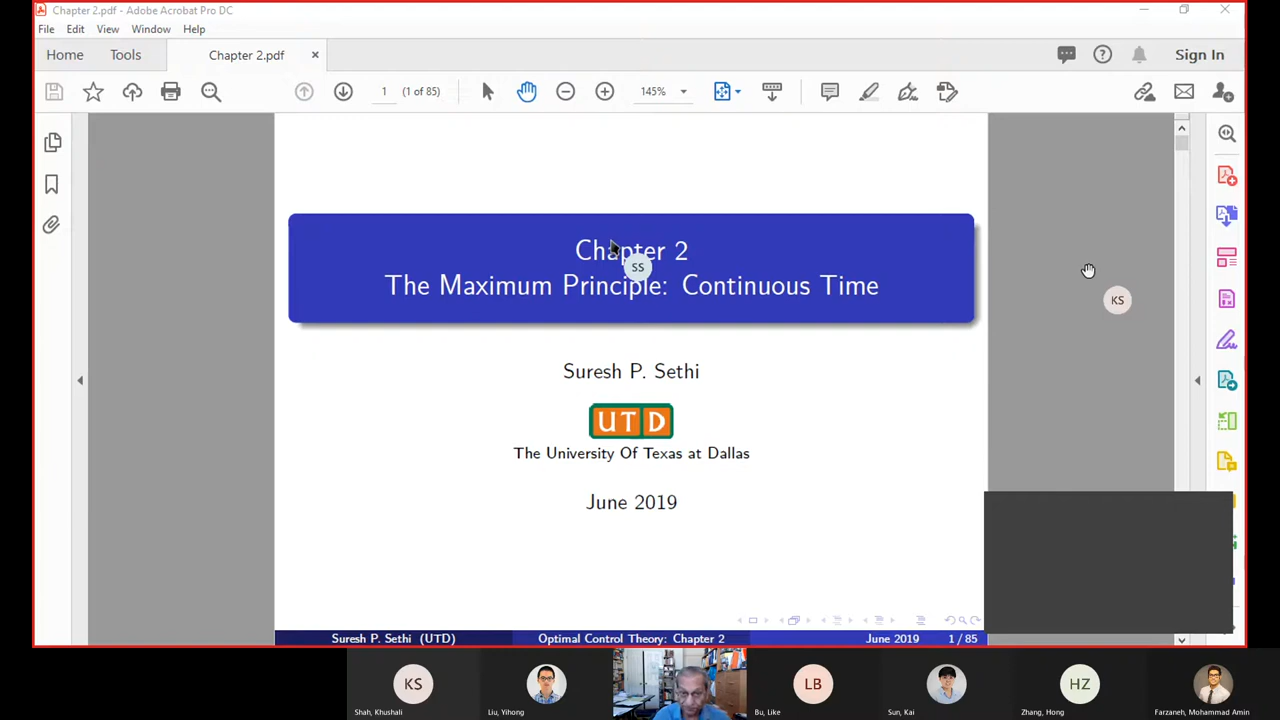 Chapter 2.pdf - Adobe Acrobat Pro DC
File Edit View Window Help
Home Tools Chapter 2.pdf × Sign In
1 (1 of 85) 145%
Chapter 2
SS
The Maximum Principle: Continuous Time
KS
Suresh P. Sethi
UTD
The University Of Texas at Dallas
June 2019
Suresh P. Sethi (UTD) Optimal Control Theory: Chapter 2 June 2019 1 / 85
KS LB HZ
Shah, Khushali Liu, Yihong Bu, Like Sun, Kai Zhang, Hong Farzaneh, Mohammad Amin